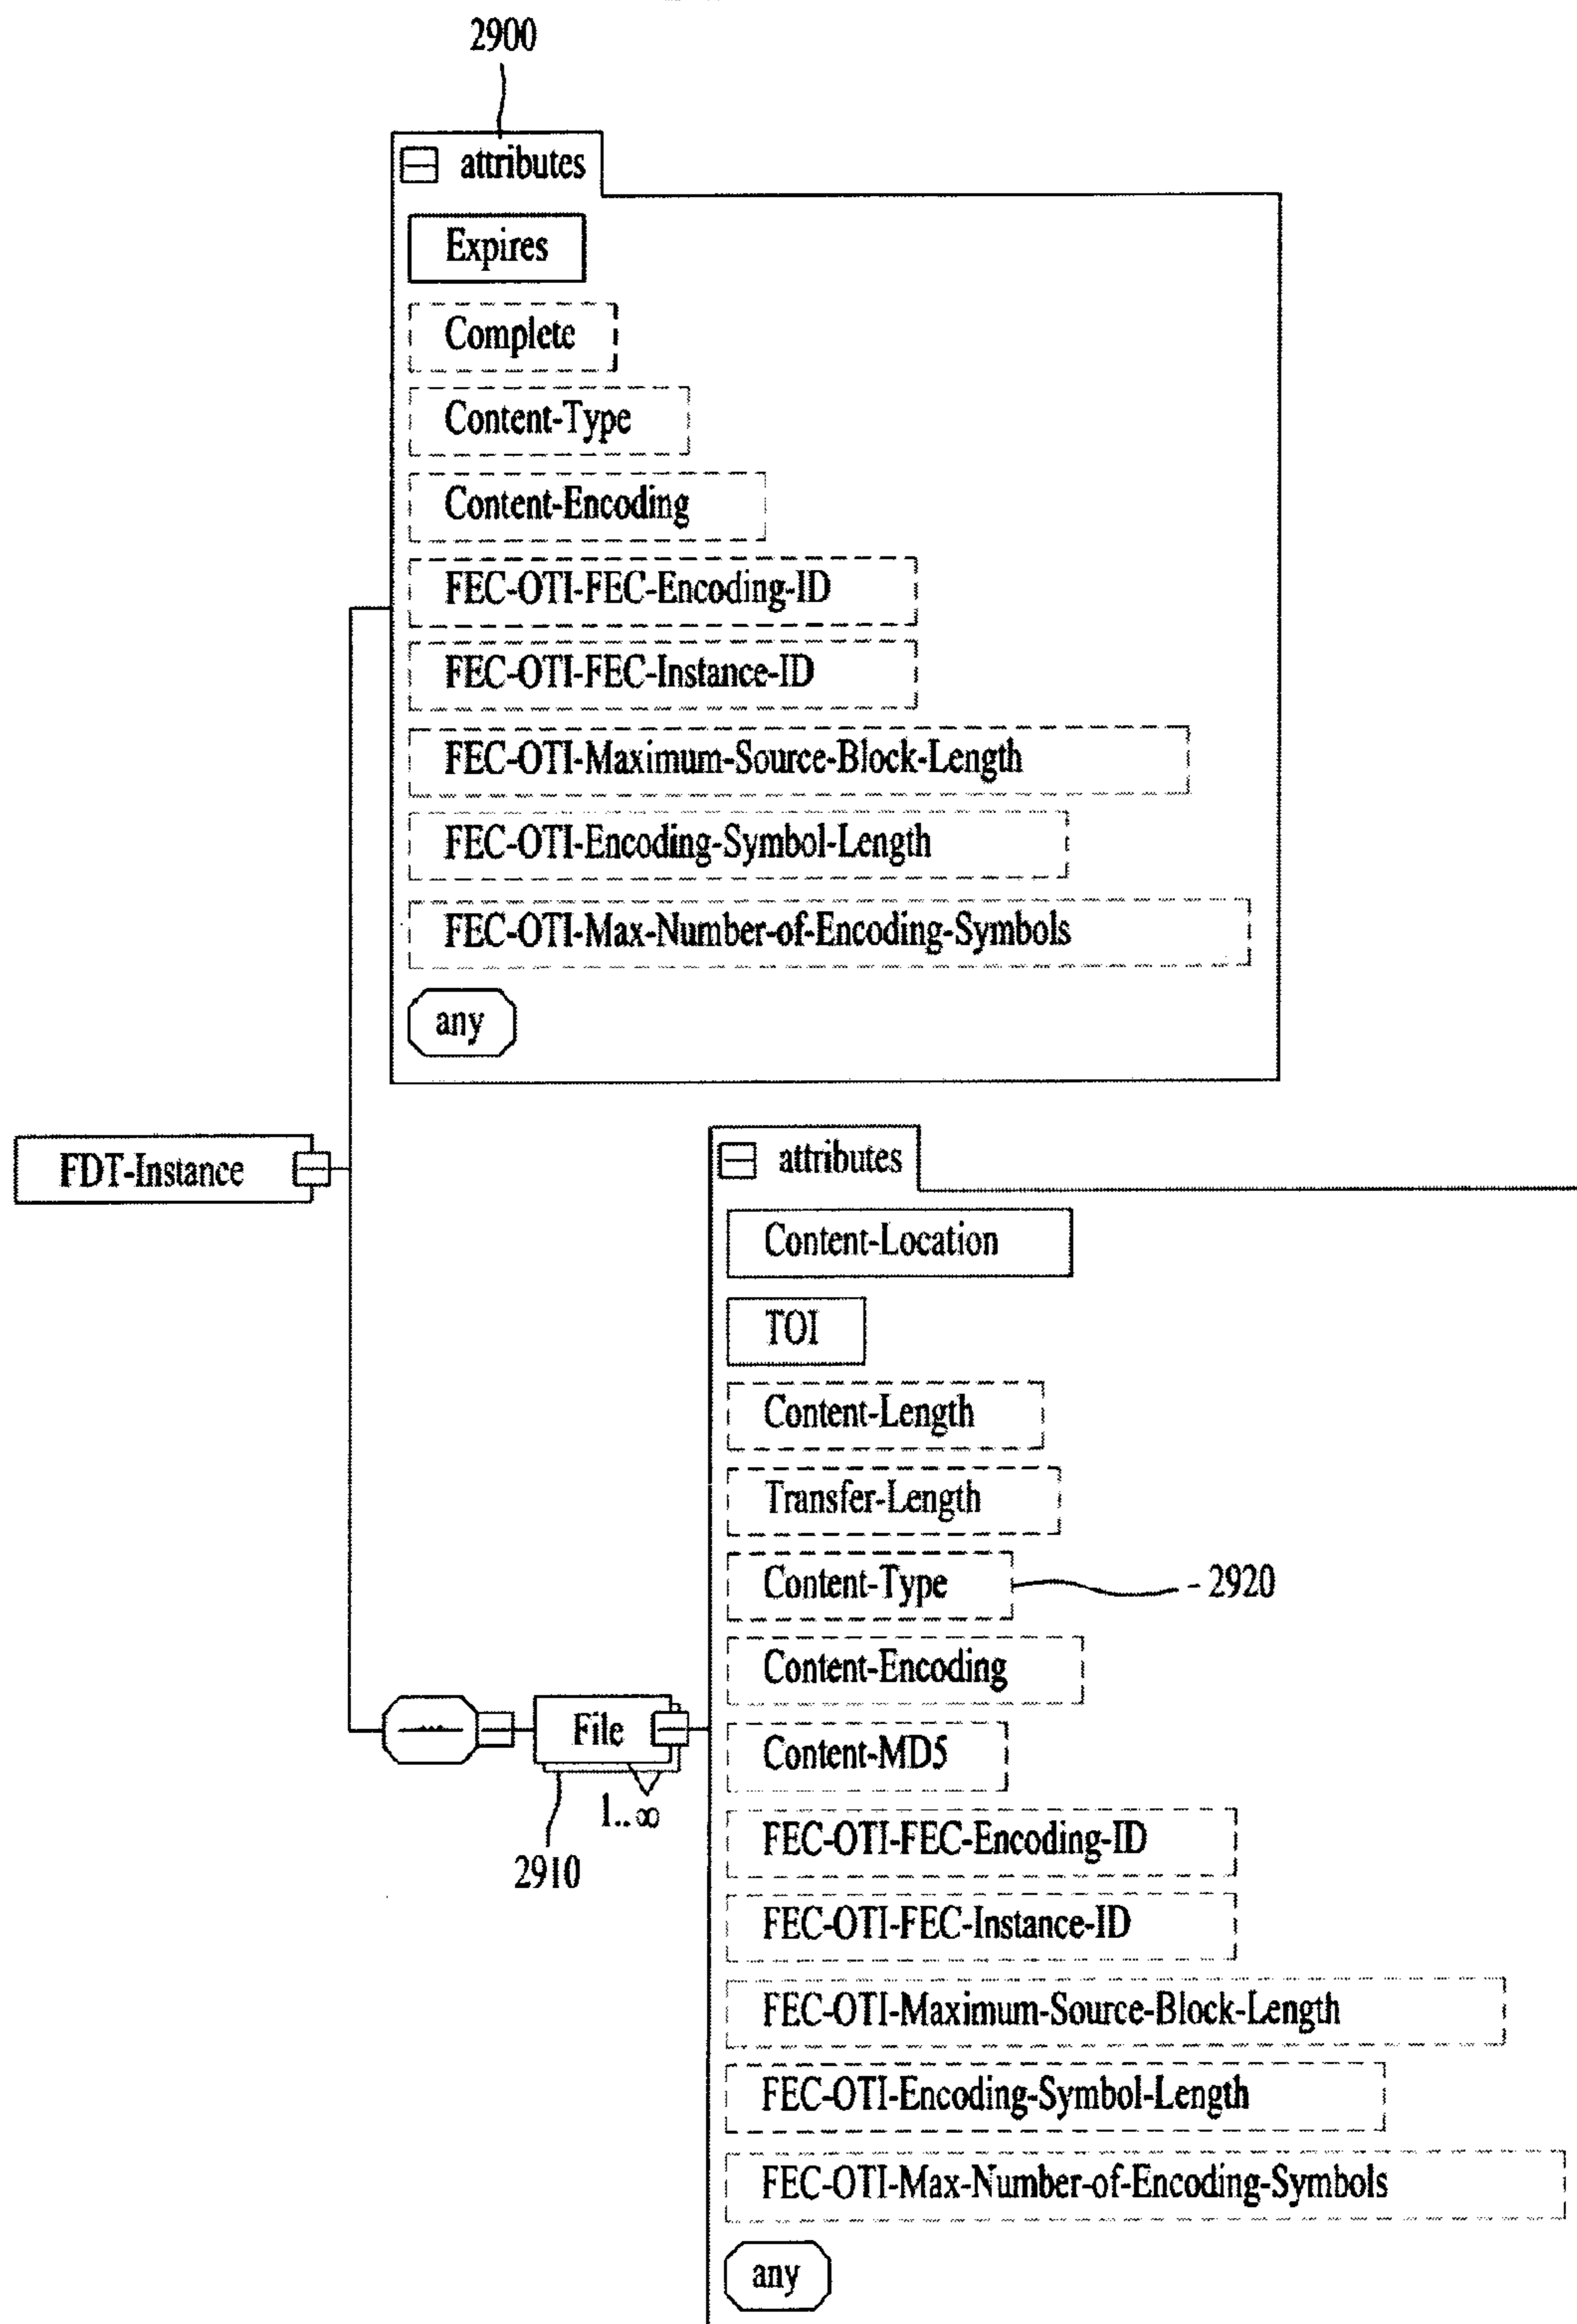 2900
attributes
Expires
Complete
Content-Type
Content-Encoding
FEC-OTI-FEC-Encoding-ID
FEC-OTI-FEC-Instance-ID
FEC-OTI-Maximum-Source-Block-Length
FEC-OTI-Encoding-Symbol-Length
FEC-OTI-Max-Number-of-Encoding-Symbols
any
FDT-Instance
attributes
Content-Location
TOI
Content-Length
Transfer-Length
Content-Type
2920
Content-Encoding
File
Content-MD5
1..∞
FEC-OTI-FEC-Encoding-ID
2910
FEC-OTI-FEC-Instance-ID
FEC-OTI-Maximum-Source-Block-Length
FEC-OTI-Encoding-Symbol-Length
FEC-OTI-Max-Number-of-Encoding-Symbols
any